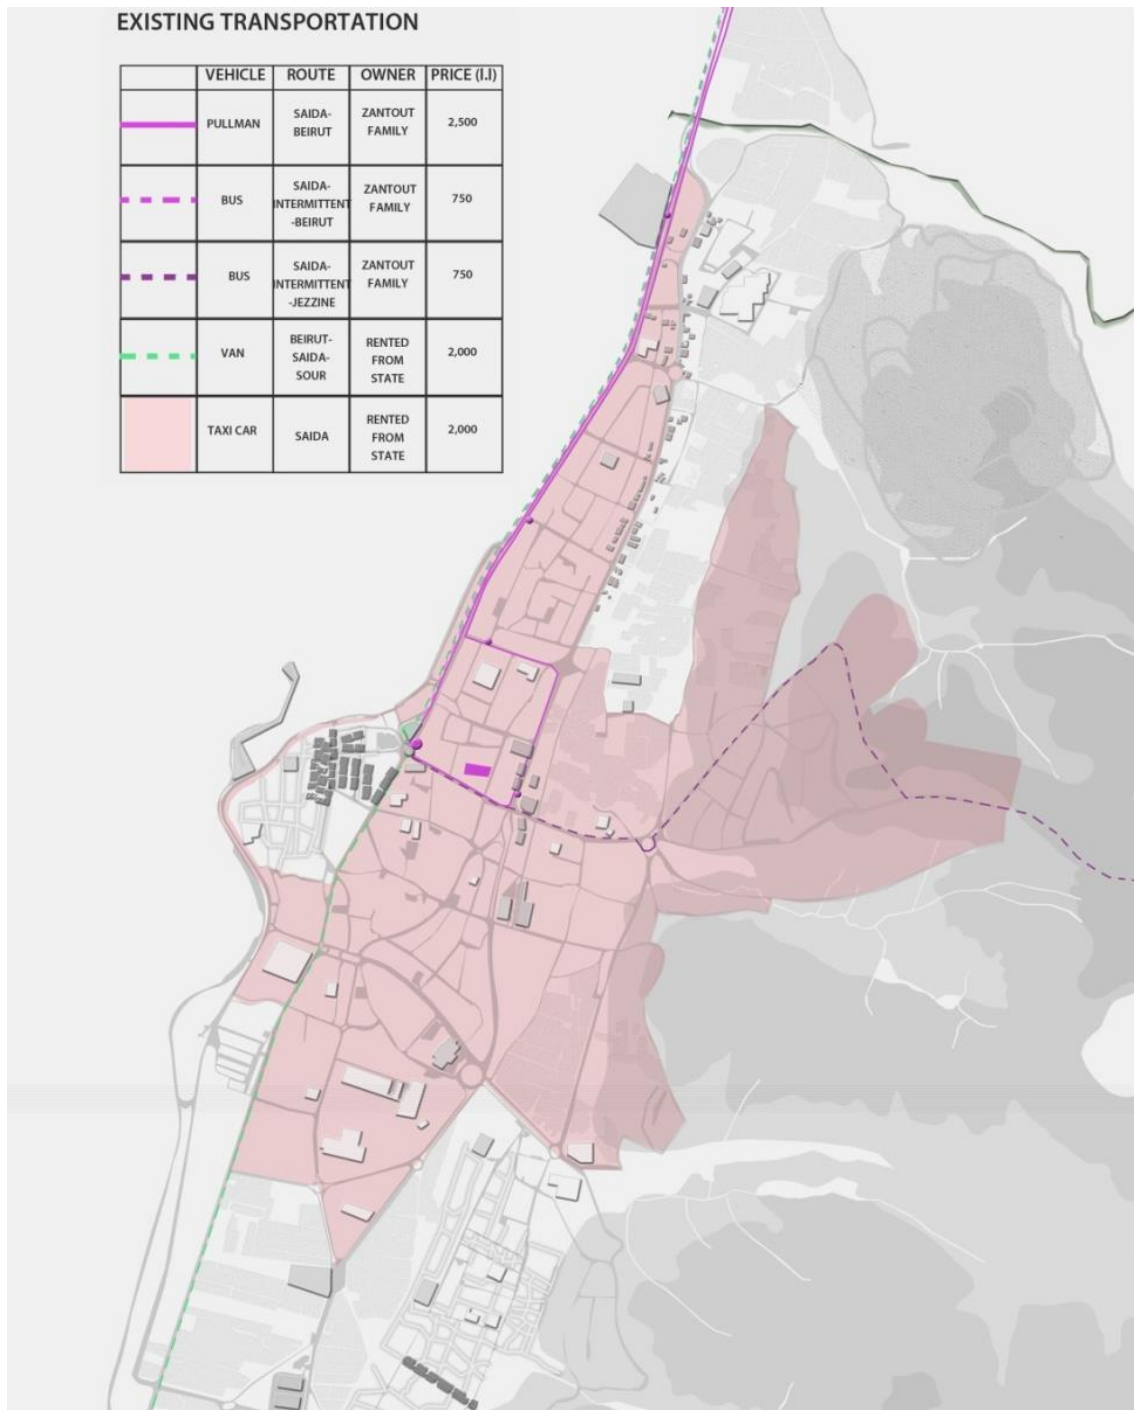 EXISTING TRANSPORTATION
VEHICLE ROUTE OWNER PRICE (I.I)
PULLMAN
SAIDA-
BEIRUT
ZANTOUT
FAMILY
2,500
BUS
SAIDA-
INTERMITTENT
-BEIRUT
ZANTOUT
FAMILY
750
BUS
SAIDA-
INTERMITTENT
-JEZZINE
ZANTOUT
FAMILY
750
VAN
BEIRUT-
SAIDA-
SOUR
RENTED
FROM
STATE
2,000
TAXI CAR
SAIDA
RENTED
FROM
STATE
2,000